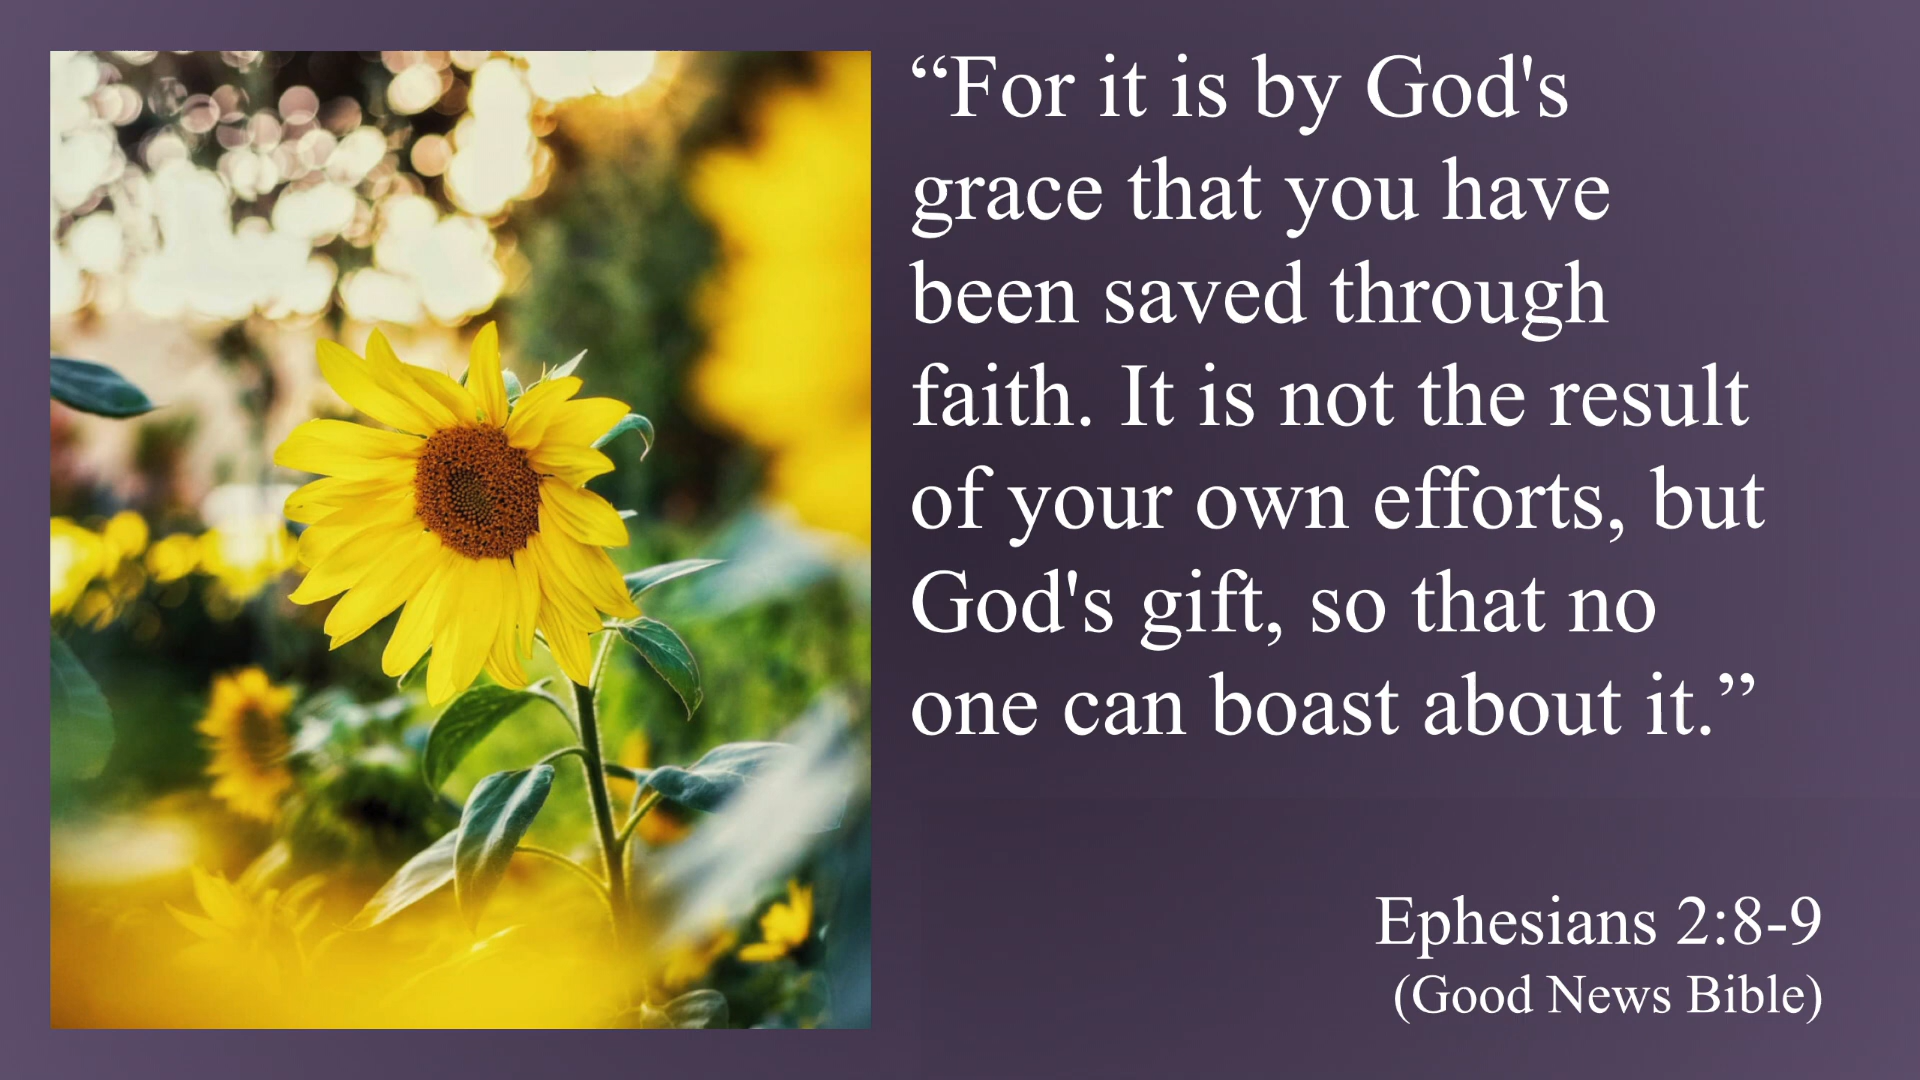 “For it is by God's
grace that you have
been saved through
faith. It is not the result
of your own efforts, but
God's gift, so that no
one can boast about it.”
Ephesians 2:8-9
(Good News Bible)